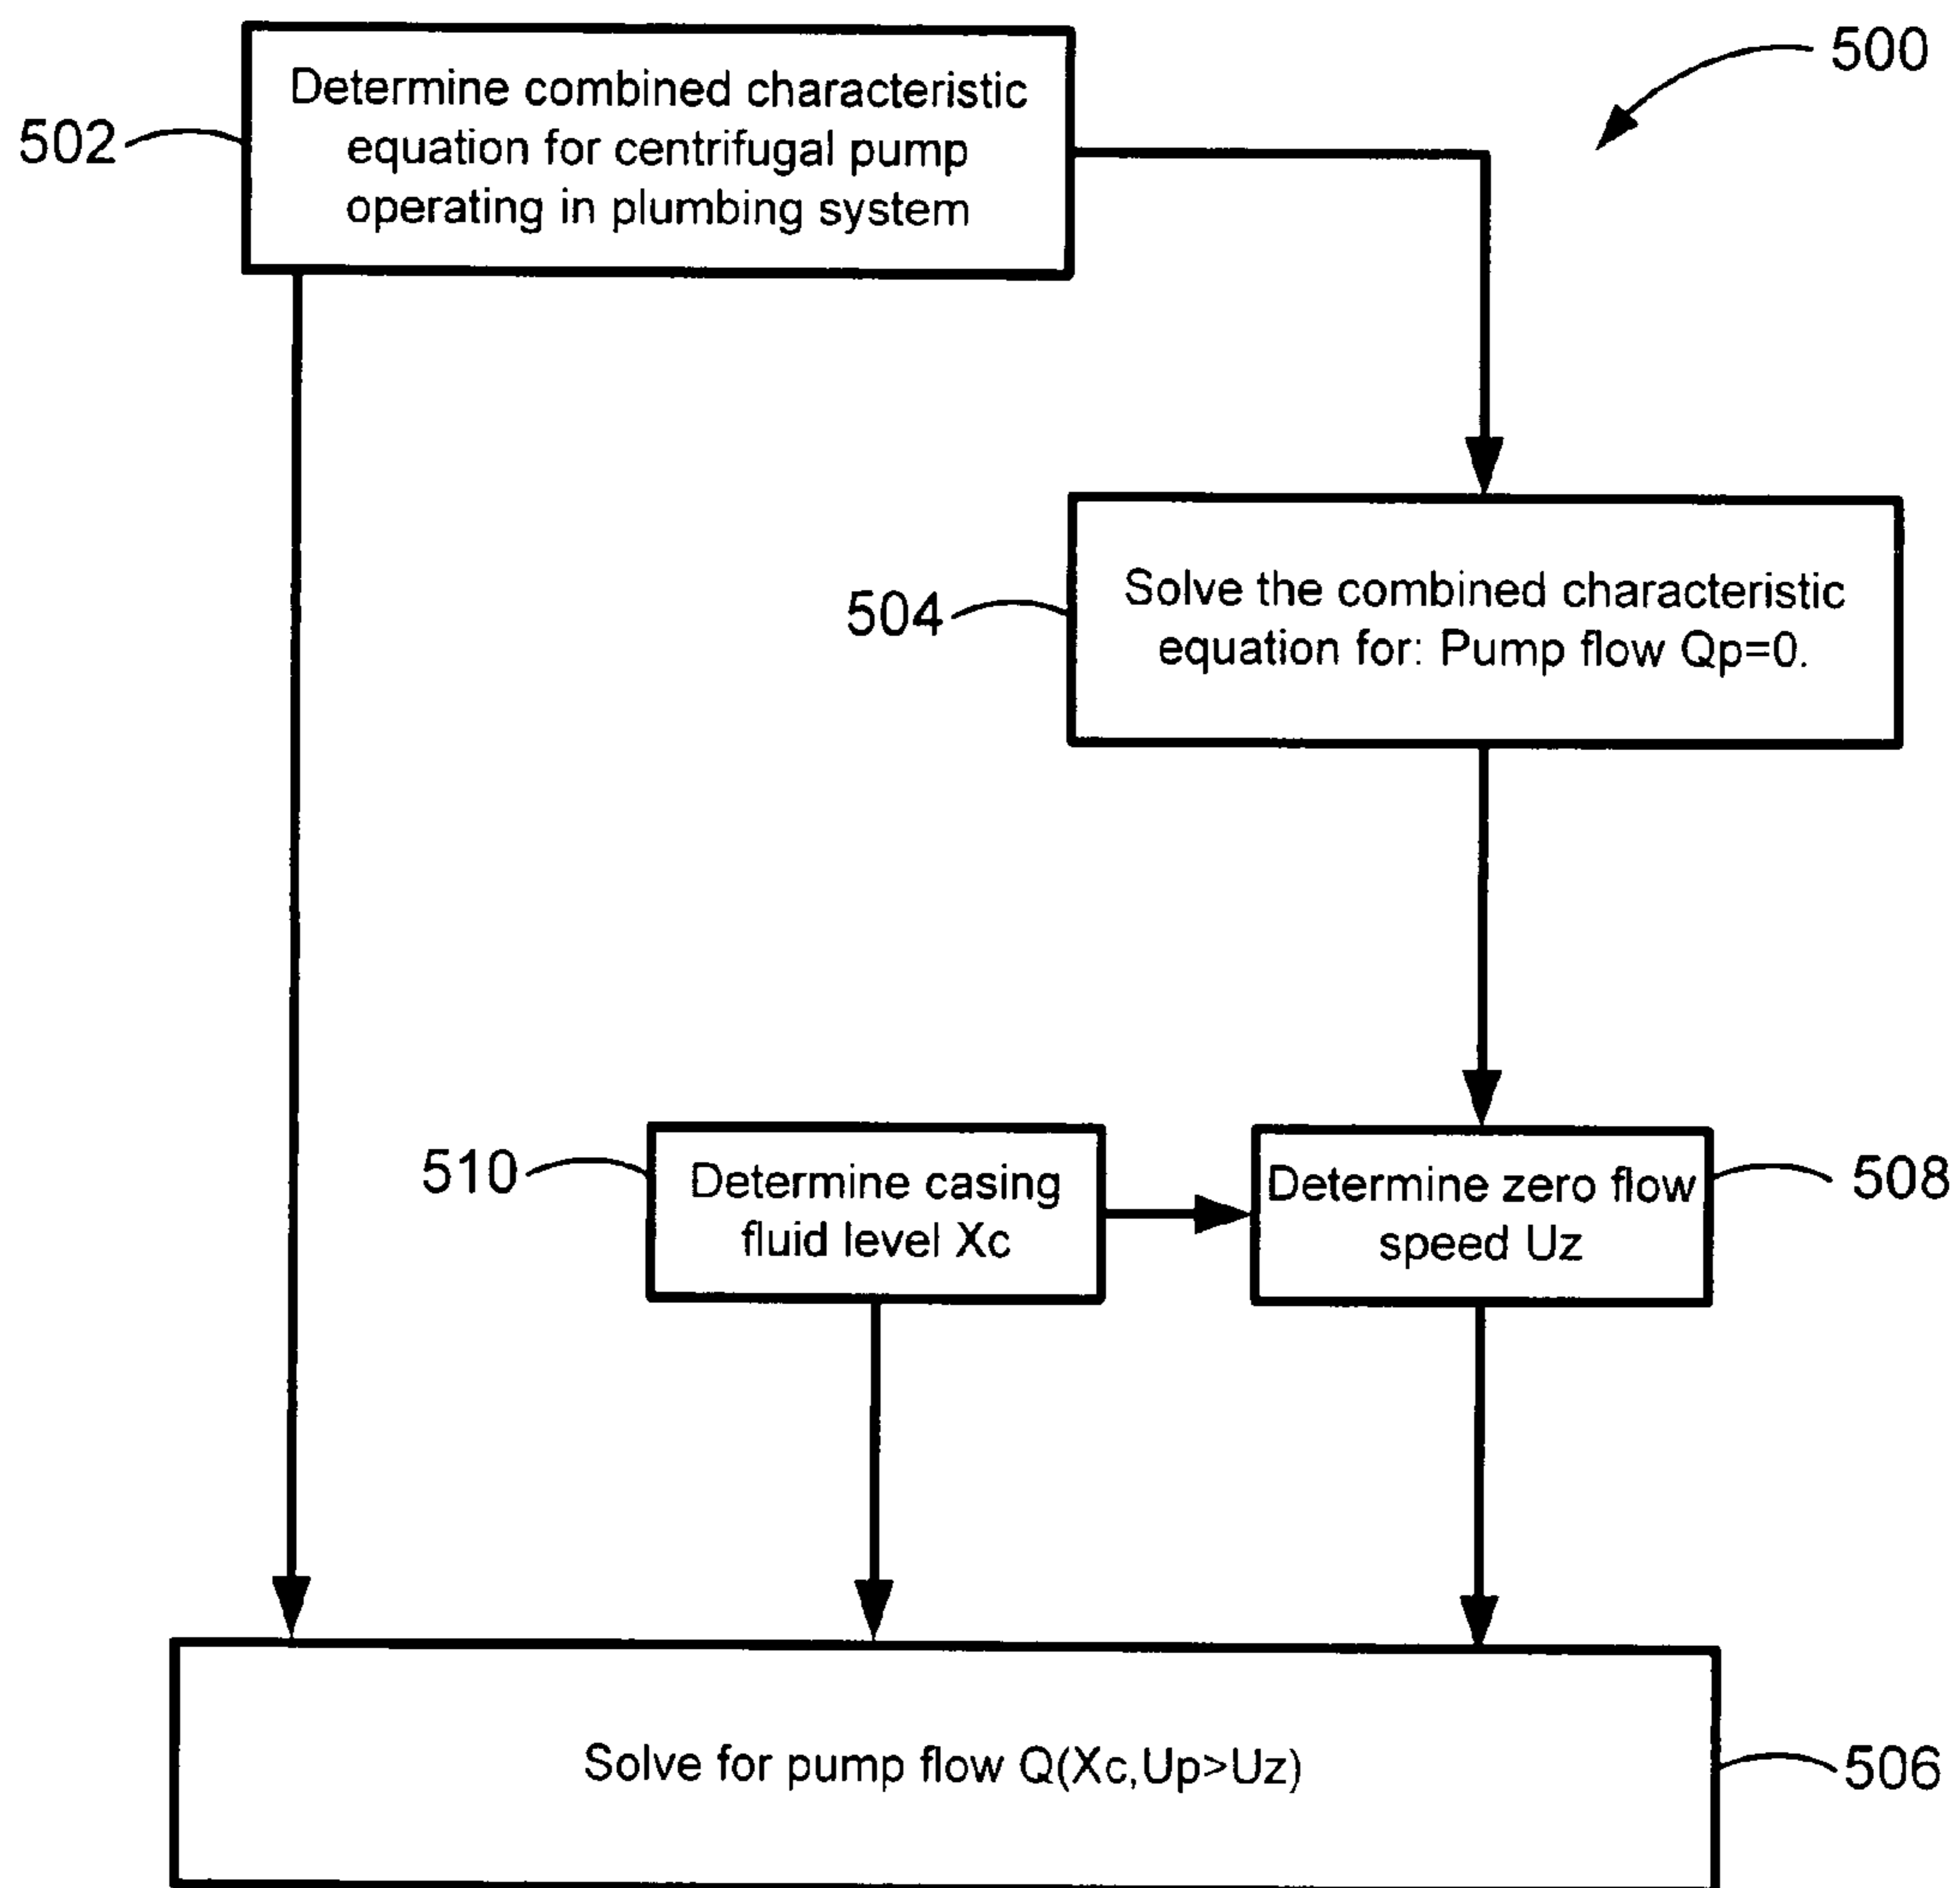 500
502
Determine combined characteristic
equation for centrifugal pump
operating in plumbing system
504
Solve the combined characteristic
equation for: Pump flow Qp=0.
510
Determine casing
fluid level Xc
Determine zero flow
speed Uz
508
Solve for pump flow Q(Xc,Up>Uz)
506